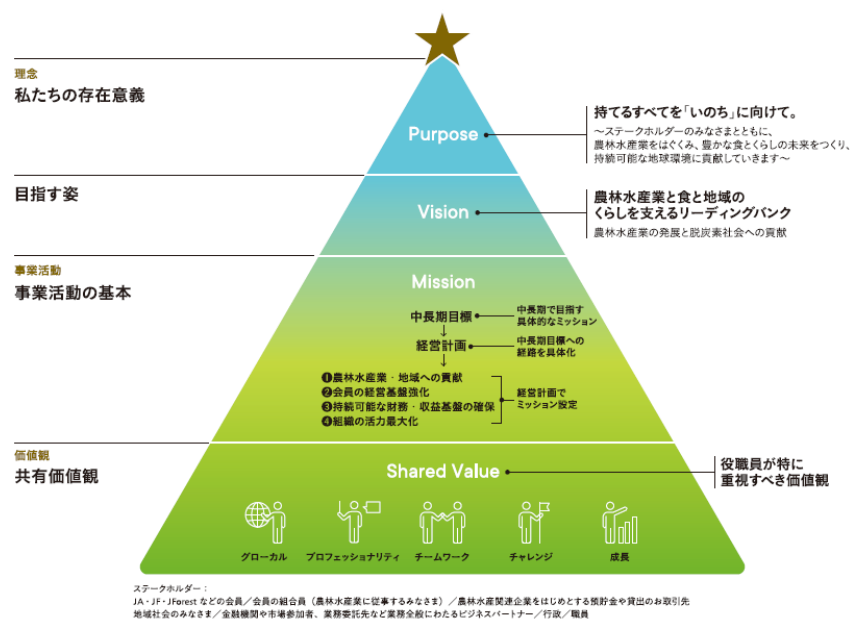 理念
私たちの存在意義
Purpose
持てるすべてを「いのち」に向けて。
〜ステークホルダーのみなさまとともに、
農林水産業をはぐくみ、豊かな食とくらしの未来をつくり、
持続可能な地球環境に貢献していきます〜
目指す姿
Vision
農林水産業と食と地域の
くらしを支えるリーディングバンク
農林水産業の発展と脱炭素社会への貢献
事業活動
事業活動の基本
Mission
中長期目標
中長期で目指す
具体的なミッション
↓
経営計画
中長期目標への
経路を具体化
↓
❶農林水産業・地域への貢献
❷会員の経営基盤強化
❸持続可能な財務・収益基盤の確保
❹組織の活力最大化
経営計画で
ミッション設定
価値観
共有価値観
Shared Value
役職員が特に
重視すべき価値観
グローカル
プロフェッショナリティ
チームワーク
チャレンジ
成長
ステークホルダー：
JA・JF・JForest などの会員／会員の組合員（農林水産業に従事するみなさま）／農林水産関連企業をはじめとする預貯金や貸出のお取引先
地域社会のみなさま／金融機関や市場参加者、業務委託先など業務全般にわたるビジネスパートナー／行政／職員